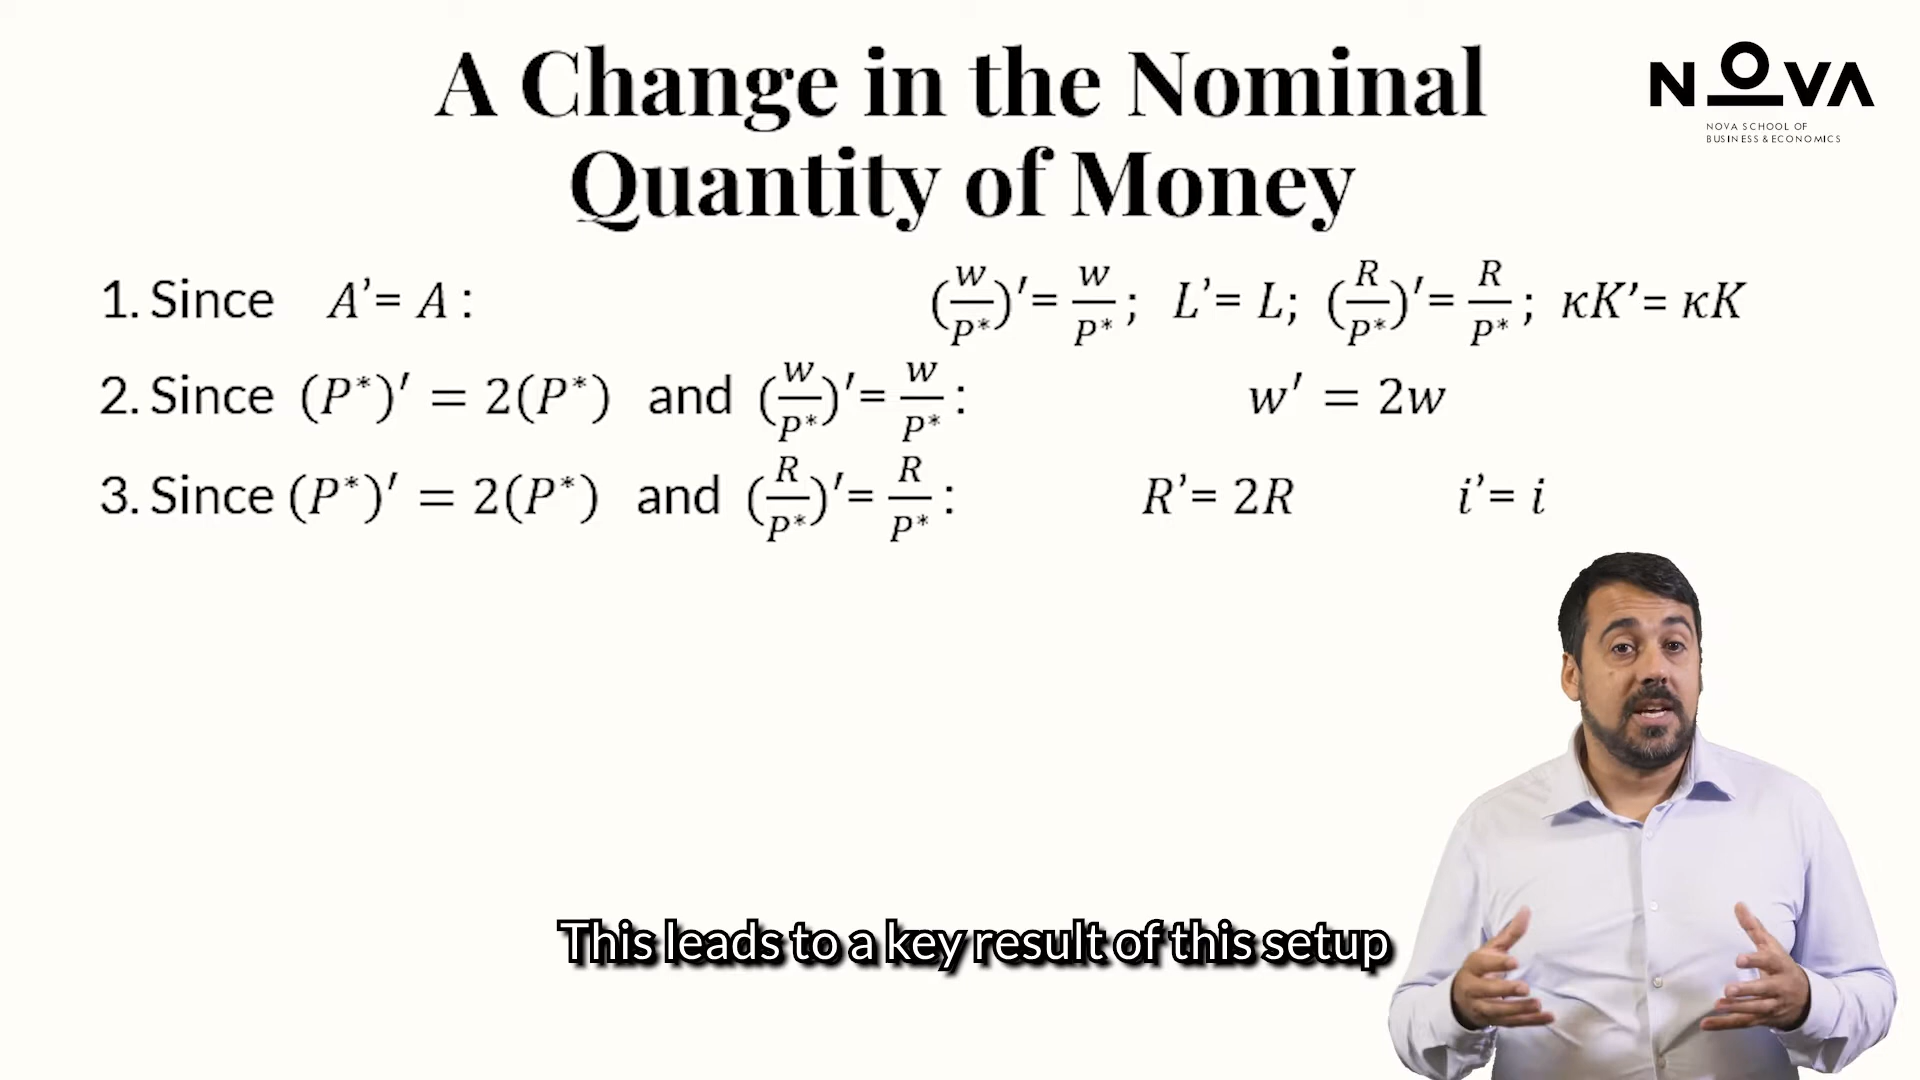 A Change in the Nominal
Quantity of Money
NOVA
NOVA SCHOOL OF
BUSINESS & ECONOMICS
1. Since A’= A : (w/P*)′= w/P* ; L’= L; (R/P*)′= R/P* ; κK’= κK
2. Since (P*)′ = 2(P*) and (w/P*)′= w/P* : w′ = 2w
3. Since (P*)′ = 2(P*) and (R/P*)′= R/P* : R’= 2R i’= i
This leads to a key result of this setup